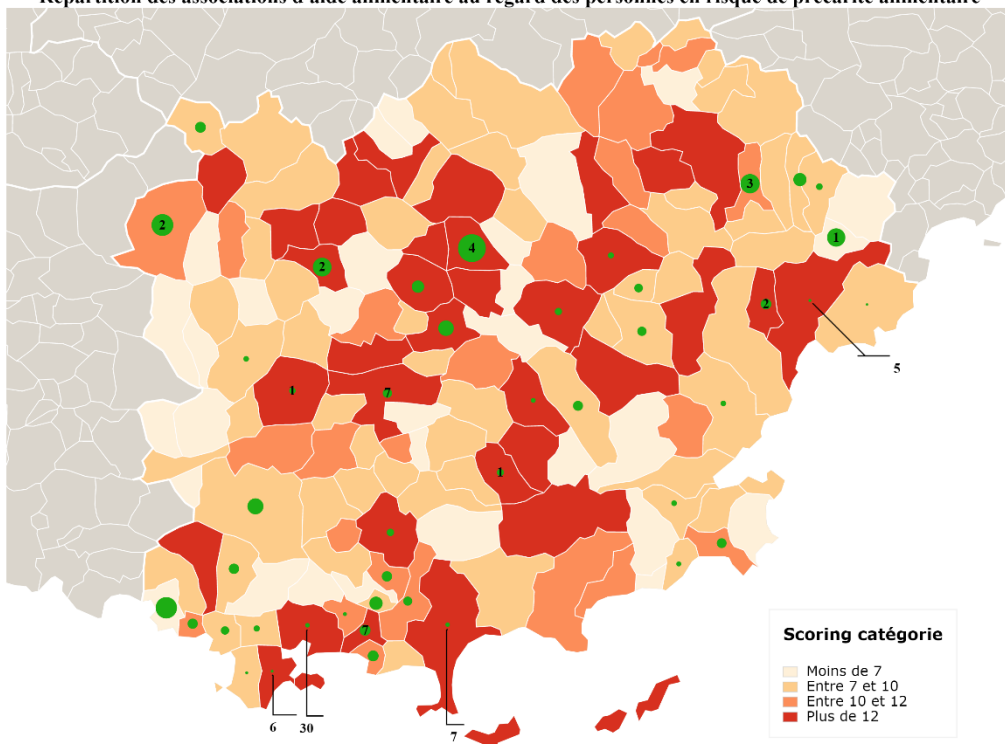 Répartition des associations d'aide alimentaire au regard des personnes en risque de précarité alimentaire
3
2
1
4
2
2
5
1
7
1
7
6
30
7
Scoring catégorie
Moins de 7
Entre 7 et 10
Entre 10 et 12
Plus de 12